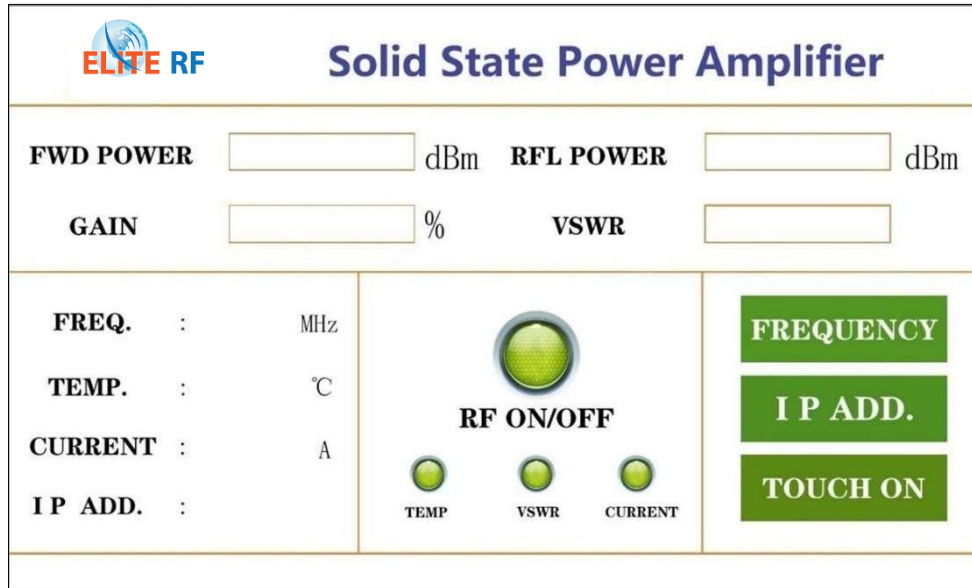 ELITE RF
Solid State Power Amplifier
FWD POWER dBm RFL POWER dBm
GAIN % VSWR
FREQ. : MHz
TEMP. : ℃
CURRENT : A
I P ADD. :
RF ON/OFF
TEMP VSWR CURRENT
FREQUENCY
I P ADD.
TOUCH ON